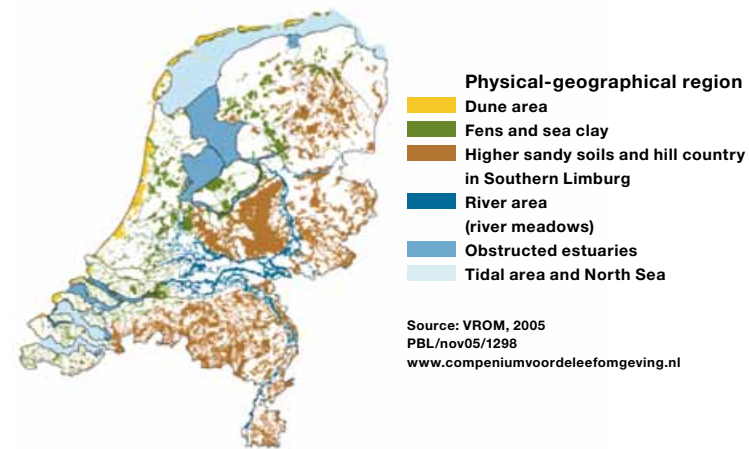 Physical-geographical region
Dune area
Fens and sea clay
Higher sandy soils and hill country
in Southern Limburg
River area
(river meadows)
Obstructed estuaries
Tidal area and North Sea
Source: VROM, 2005
PBL/nov05/1298
www.compeniumvoordeleefomgeving.nl